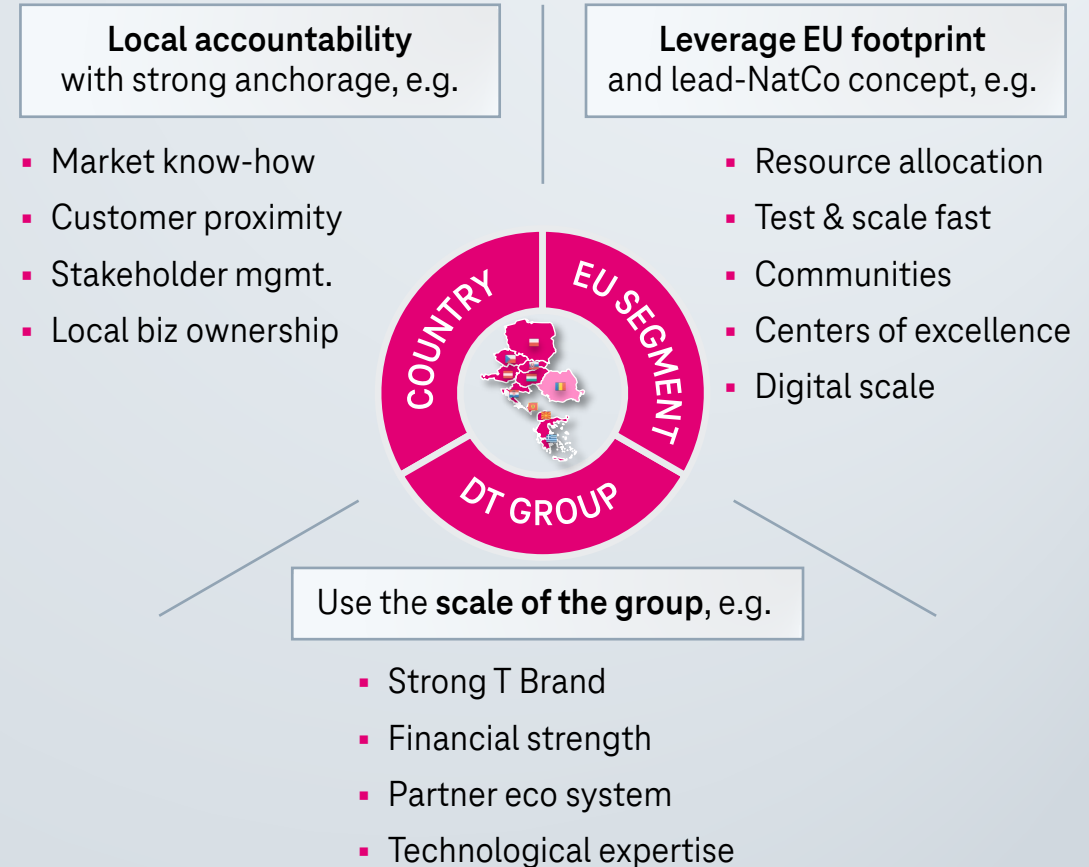 Local accountability
with strong anchorage, e.g.
▪ Market know-how
▪ Customer proximity
▪ Stakeholder mgmt.
▪ Local biz ownership
Leverage EU footprint
and lead-NatCo concept, e.g.
▪ Resource allocation
▪ Test & scale fast
▪ Communities
▪ Centers of excellence
▪ Digital scale
COUNTRY
EU SEGMENT
DT GROUP
Use the scale of the group, e.g.
▪ Strong T Brand
▪ Financial strength
▪ Partner eco system
▪ Technological expertise